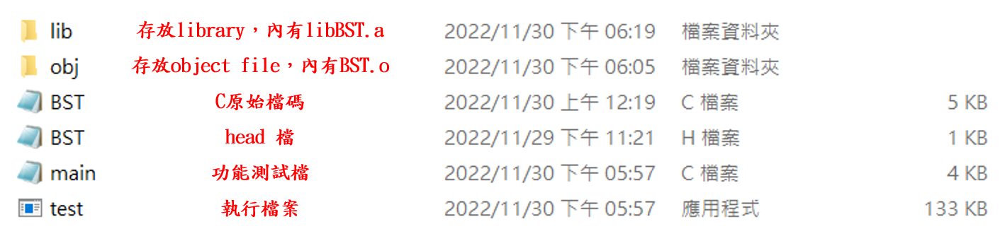 lib 存放library，內有libBST.a 2022/11/30 下午 06:19 檔案資料夾
obj 存放object file，內有BST.o 2022/11/30 下午 06:05 檔案資料夾
BST C原始檔碼 2022/11/30 上午 12:19 C 檔案 5 KB
BST head 檔 2022/11/29 下午 11:21 H 檔案 1 KB
main 功能測試檔 2022/11/30 下午 05:57 C 檔案 4 KB
test 執行檔案 2022/11/30 下午 05:57 應用程式 133 KB